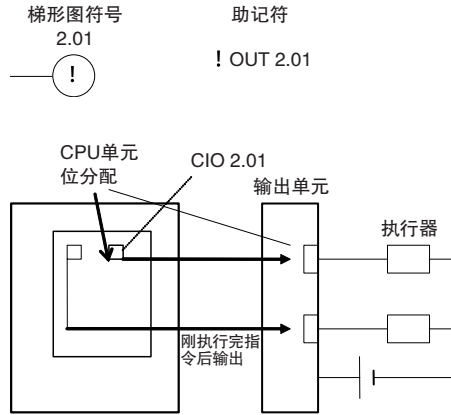 梯形图符号
助记符
2.01
!
! OUT 2.01
CPU单元
位分配
CIO 2.01
输出单元
执行器
刚执行完指
令后输出